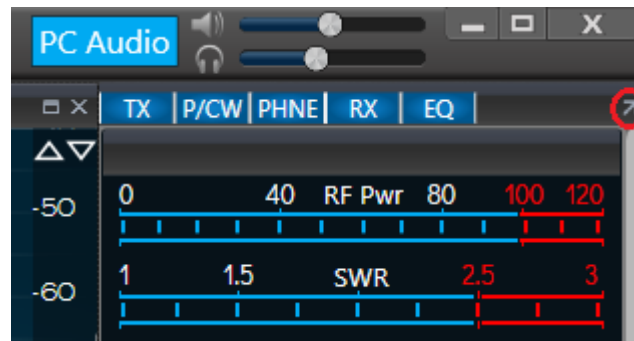 PC Audio
X
TX P/CW PHNE RX EQ
-50
0 40 RF Pwr 80 100 120
-60
1 1.5 SWR 2.5 3